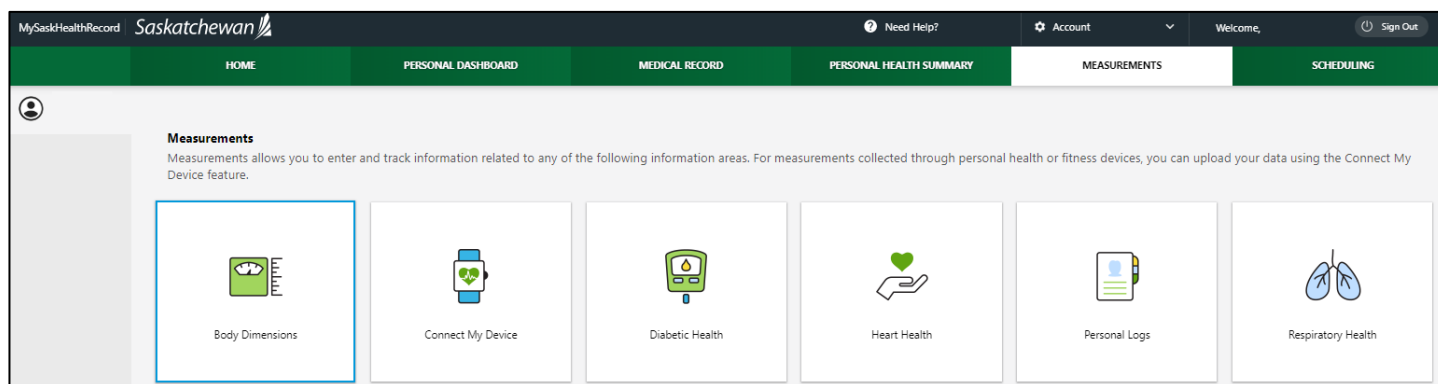 MySaskHealthRecord Saskatchewan Need Help? Account Welcome, Sign Out
HOME PERSONAL DASHBOARD MEDICAL RECORD PERSONAL HEALTH SUMMARY MEASUREMENTS SCHEDULING
Measurements
Measurements allows you to enter and track information related to any of the following information areas. For measurements collected through personal health or fitness devices, you can upload your data using the Connect My
Device feature.
Body Dimensions Connect My Device Diabetic Health Heart Health Personal Logs Respiratory Health